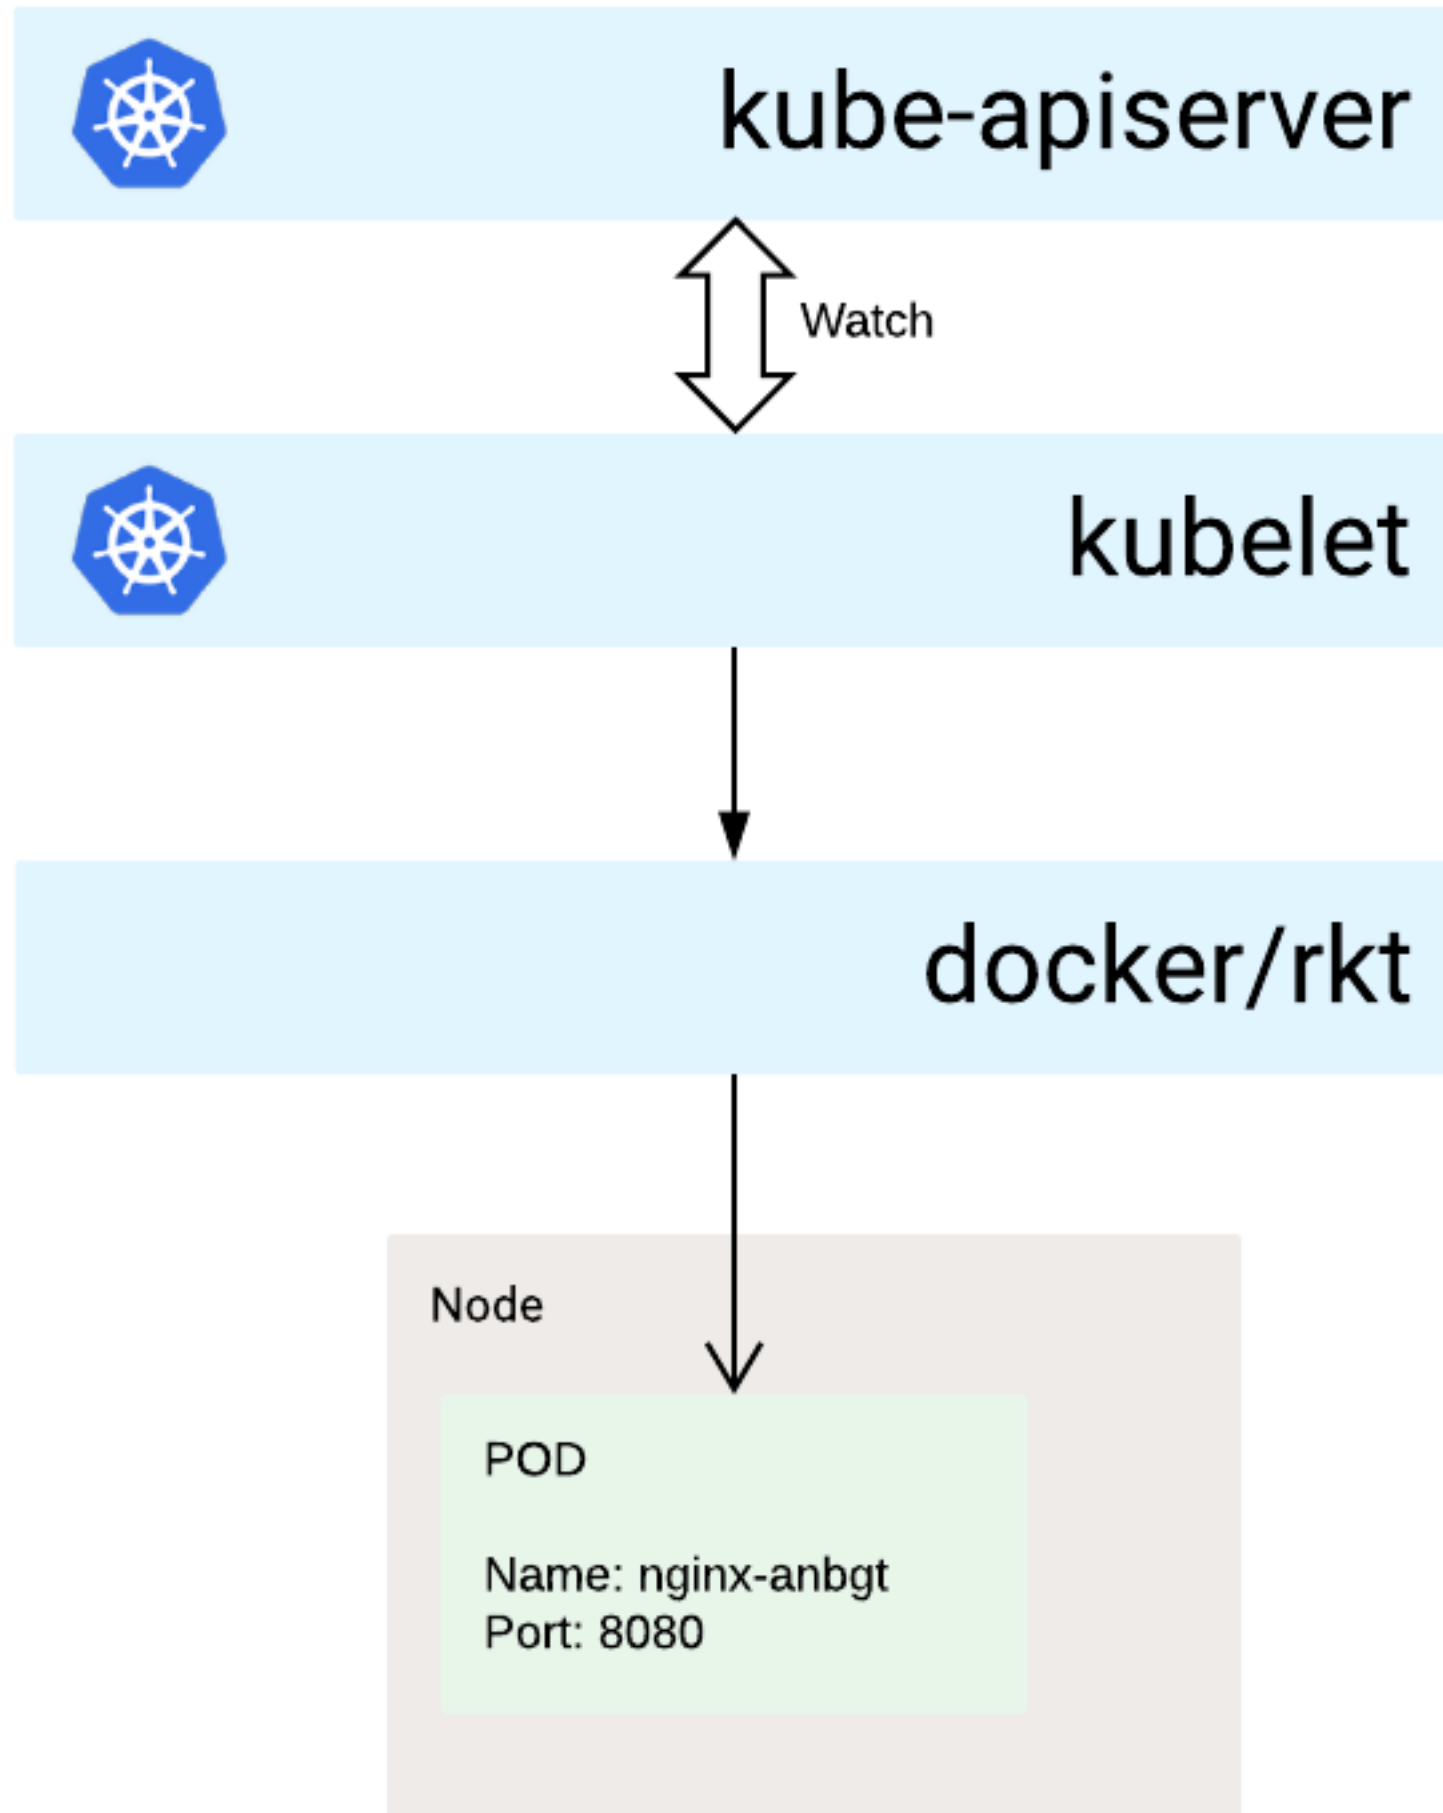 kube-apiserver
Watch
kubelet
docker/rkt
Node
POD
Name: nginx-anbgt
Port: 8080